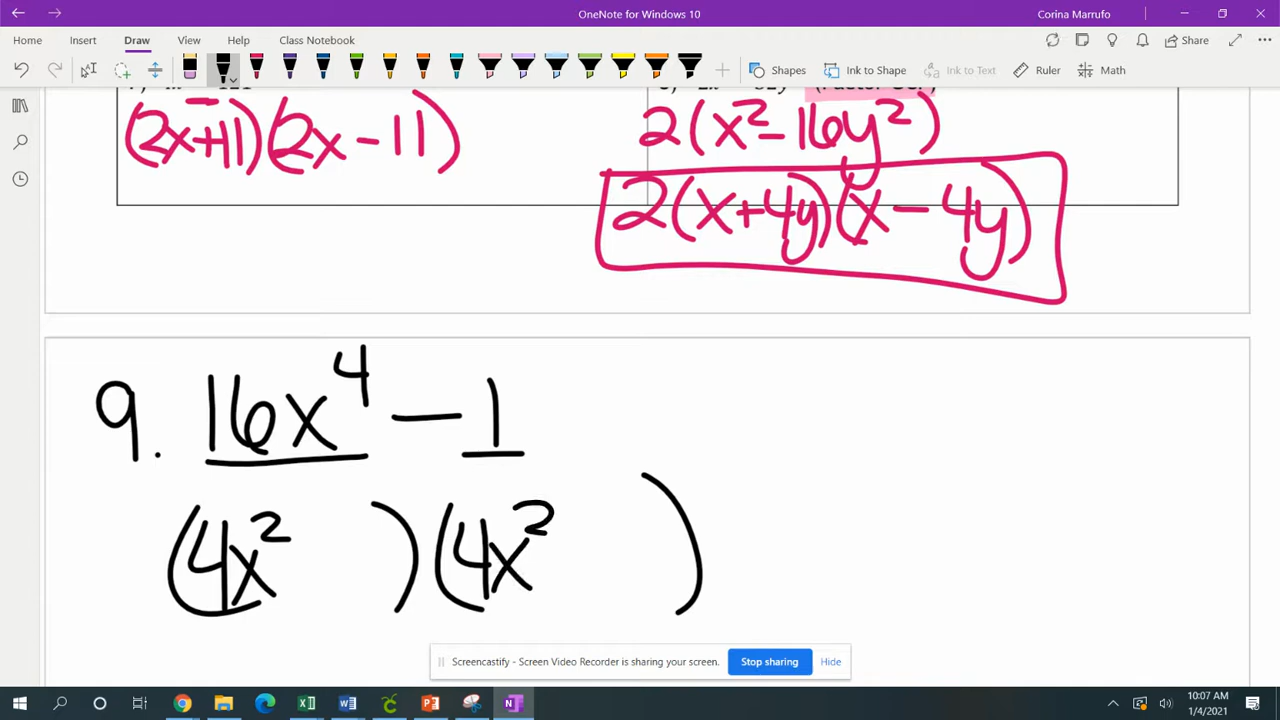 OneNote for Windows 10
Corina Marrufo
Home Insert Draw View Help Class Notebook
Share
Shapes Ink to Shape Ink to Text Ruler Math
(2x+11)(2x-11)
2(x²-16y²)
2(x+4y)(x-4y)
9. 16x⁴ - 1
(4x² )(4x² )
Screencastify - Screen Video Recorder is sharing your screen. Stop sharing Hide
10:07 AM
1/4/2021